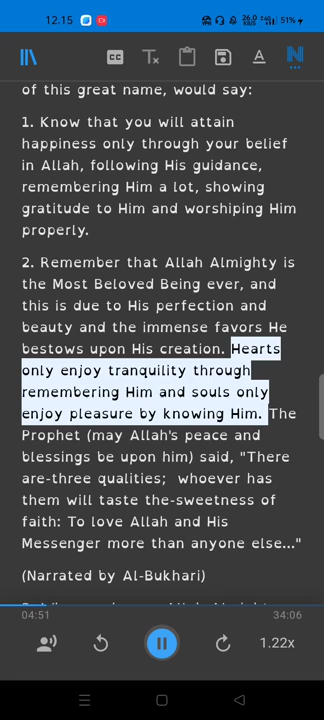 12.15
26.0 KB/S
51%
CC
of this great name, would say:
1. Know that you will attain
happiness only through your belief
in Allah, following His guidance,
remembering Him a lot, showing
gratitude to Him and worshiping Him
properly.
2. Remember that Allah Almighty is
the Most Beloved Being ever, and
this is due to His perfection and
beauty and the immense favors He
bestows upon His creation. Hearts
only enjoy tranquility through
remembering Him and souls only
enjoy pleasure by knowing Him. The
Prophet (may Allah's peace and
blessings be upon him) said, "There
are-three qualities;  whoever has
them will taste the-sweetness of
faith: To love Allah and His
Messenger more than anyone else..."
(Narrated by Al-Bukhari)
04:51
34:06
1.22x